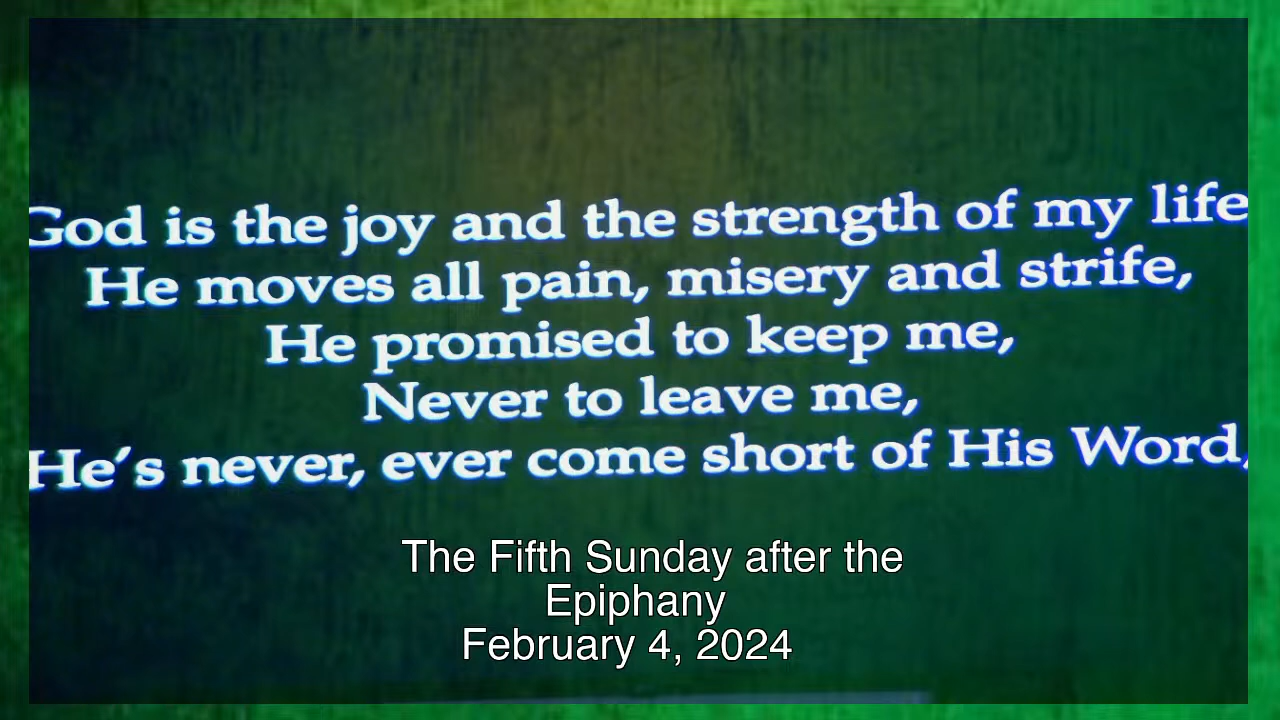 God is the joy and the strength of my life
He moves all pain, misery and strife,
He promised to keep me,
Never to leave me,
He's never, ever come short of His Word,
The Fifth Sunday after the
Epiphany
February 4, 2024